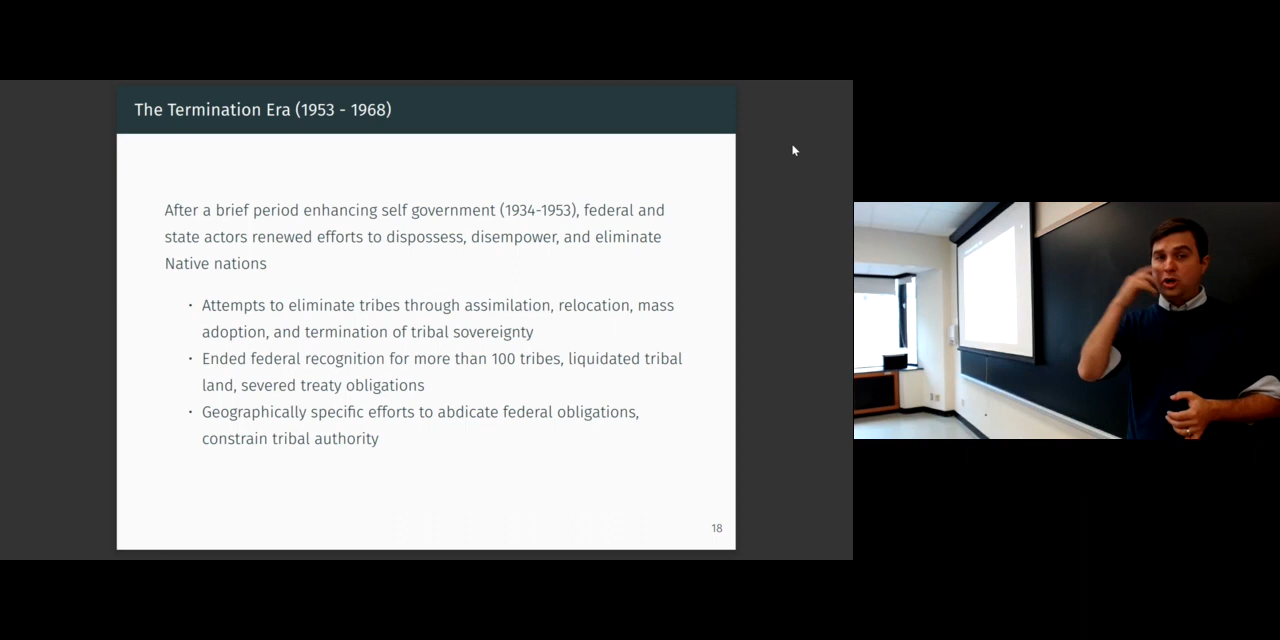 The Termination Era (1953 - 1968)
After a brief period enhancing self government (1934-1953), federal and
state actors renewed efforts to dispossess, disempower, and eliminate
Native nations
· Attempts to eliminate tribes through assimilation, relocation, mass
adoption, and termination of tribal sovereignty
· Ended federal recognition for more than 100 tribes, liquidated tribal
land, severed treaty obligations
· Geographically specific efforts to abdicate federal obligations,
constrain tribal authority
18